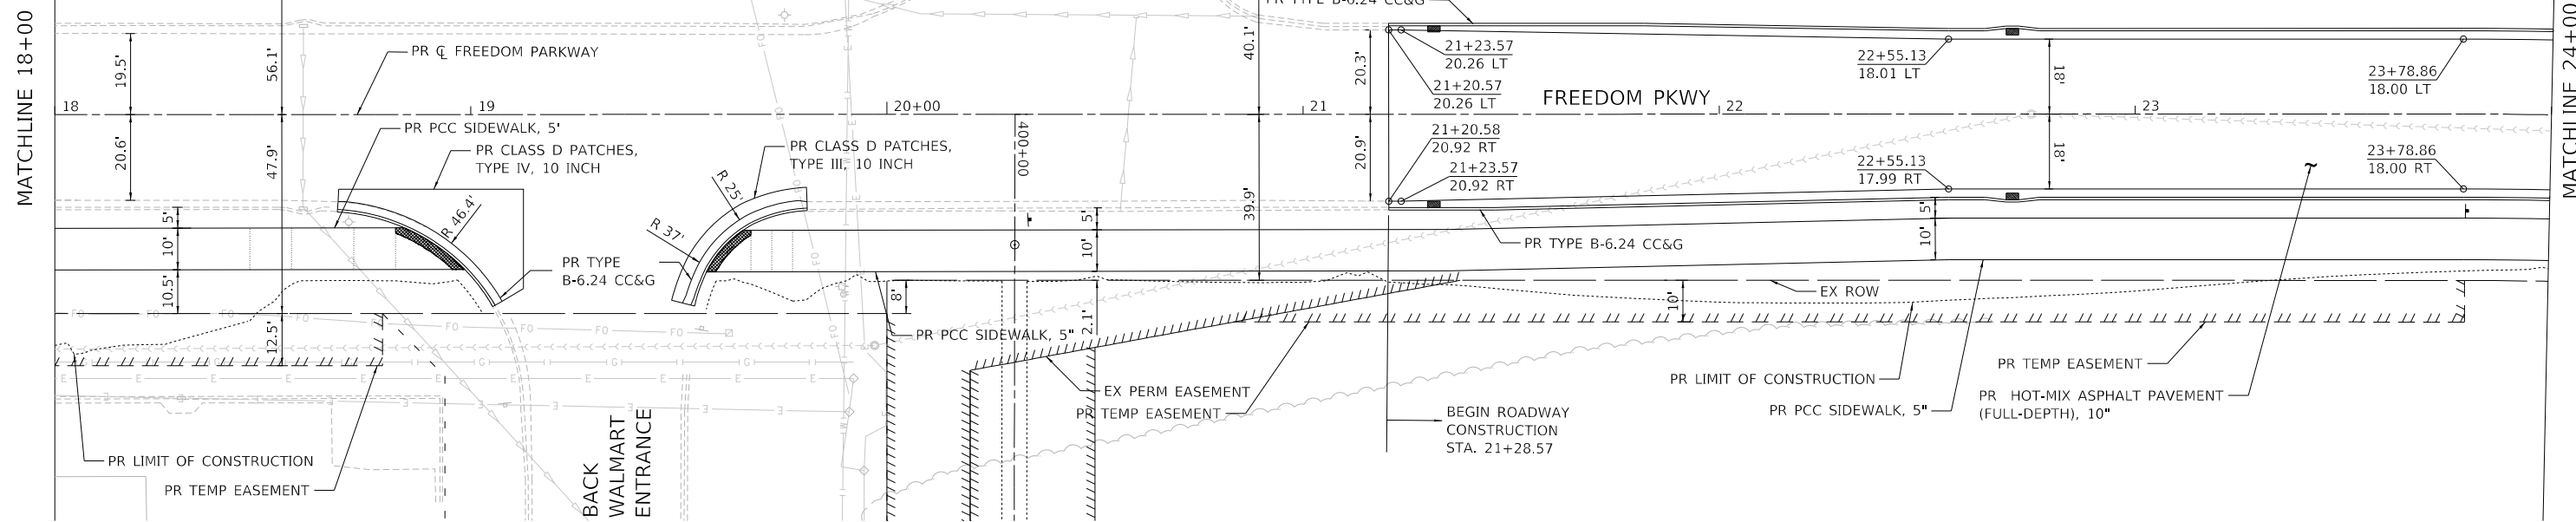 MATCHLINE 18+00
19.5'
20.6'
56.1'
47.9'
PR ℄ FREEDOM PARKWAY
18
19
20+00
21
22
23
PR PCC SIDEWALK, 5'
PR CLASS D PATCHES,
TYPE IV, 10 INCH
PR CLASS D PATCHES,
TYPE III, 10 INCH
R 46.4'
R 25'
R 37'
PR TYPE
B-6.24 CC&G
5'
10'
10.5'
12.5'
PR LIMIT OF CONSTRUCTION
PR TEMP EASEMENT
BACK
WALMART
ENTRANCE
400+00
8'
5'
10'
2.1'
PR PCC SIDEWALK, 5"
EX PERM EASEMENT
PR TEMP EASEMENT
40.1'
39.9'
20.3'
20.9'
PR TYPE B-6.24 CC&G
21+23.57
20.26 LT
21+20.57
20.26 LT
FREEDOM PKWY
21+20.58
20.92 RT
21+23.57
20.92 RT
PR TYPE B-6.24 CC&G
BEGIN ROADWAY
CONSTRUCTION
STA. 21+28.57
10'
22+55.13
18.01 LT
22+55.13
17.99 RT
18'
18'
5'
10'
23+78.86
18.00 LT
23+78.86
18.00 RT
EX ROW
PR LIMIT OF CONSTRUCTION
PR PCC SIDEWALK, 5"
PR TEMP EASEMENT
PR HOT-MIX ASPHALT PAVEMENT
(FULL-DEPTH), 10"
MATCHLINE 24+00
FO
FO
FO
FO
FO
FO
FO
G
G
G
E
E
E
E
E
E
E
E
E
E